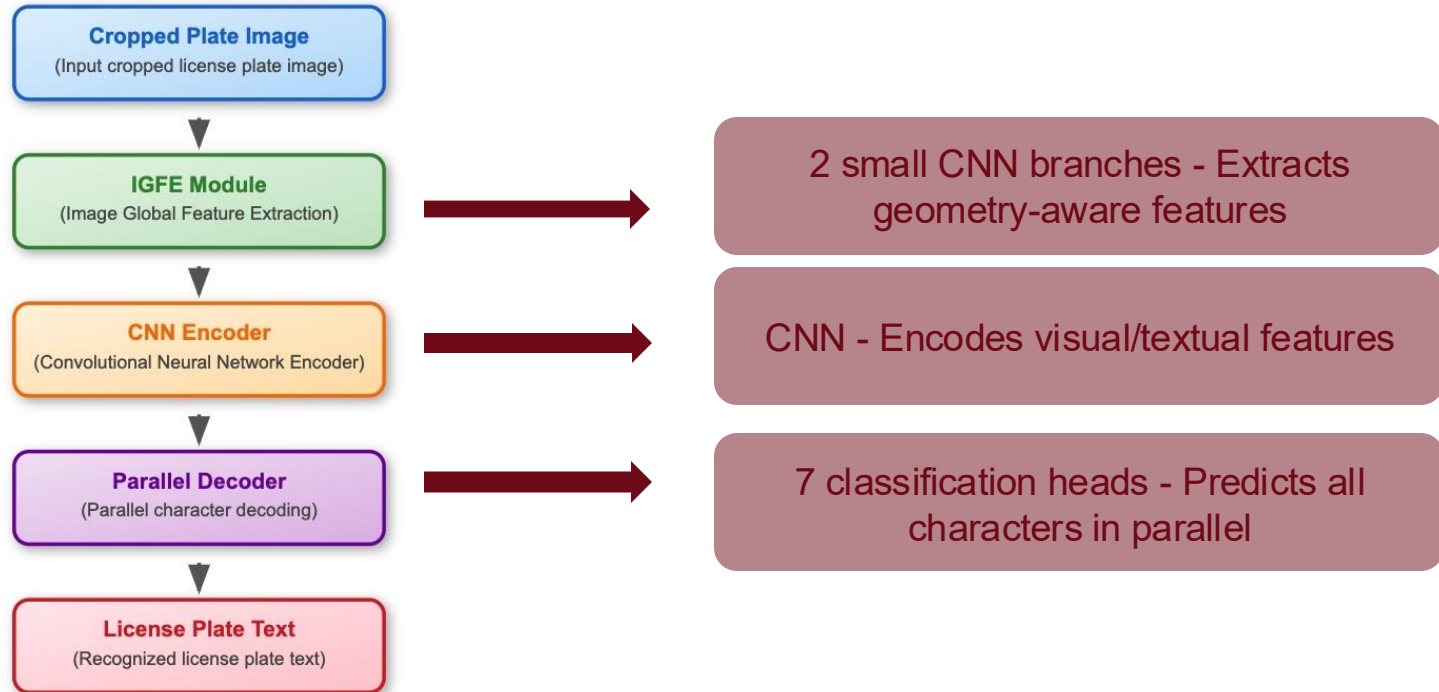 Cropped Plate Image
(Input cropped license plate image)
IGFE Module
(Image Global Feature Extraction)
2 small CNN branches - Extracts
geometry-aware features
CNN Encoder
(Convolutional Neural Network Encoder)
CNN - Encodes visual/textual features
Parallel Decoder
(Parallel character decoding)
7 classification heads - Predicts all
characters in parallel
License Plate Text
(Recognized license plate text)